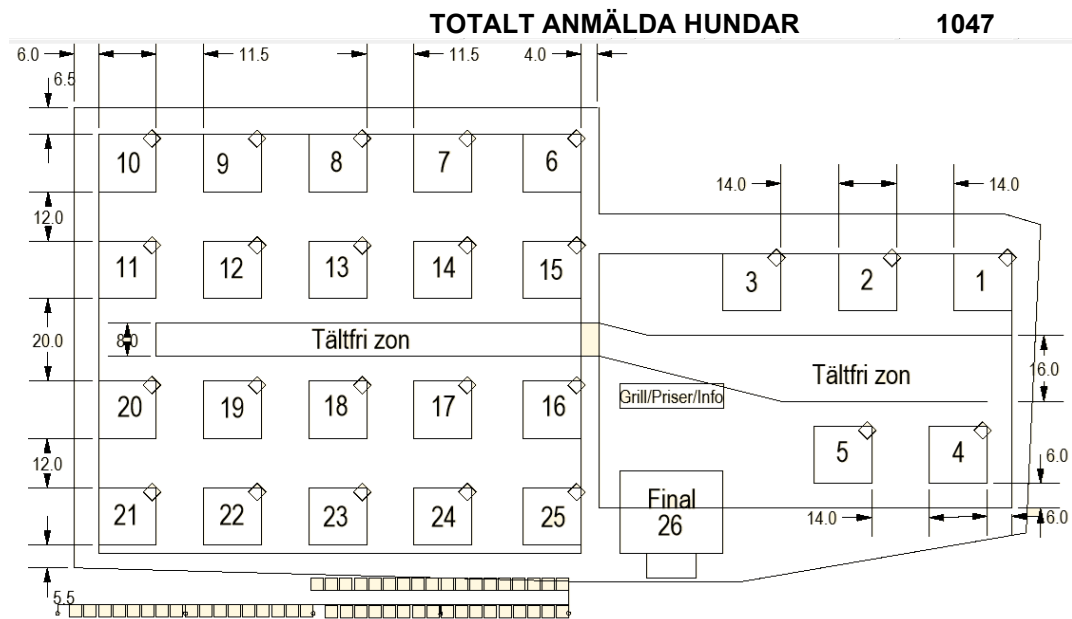 TOTALT ANMÄLDA HUNDAR 1047
6.0 11.5 11.5 4.0
6.5
10 9 8 7 6
14.0 14.0
12.0
11 12 13 14 15
3 2 1
20.0
8.0
Tältfri zon
Tältfri zon
16.0
Grill/Priser/Info
20 19 18 17 16
5 4
12.0
6.0
21 22 23 24 25
Final
26
14.0
6.0
5.5